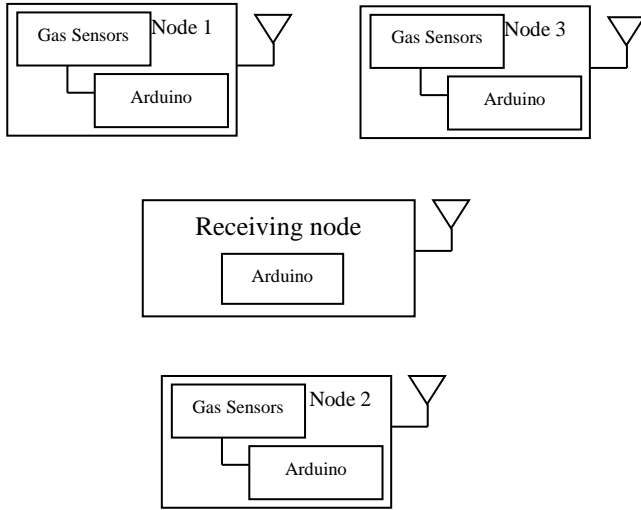 Gas Sensors
Node 1
Arduino
Gas Sensors
Node 3
Arduino
Receiving node
Arduino
Gas Sensors
Node 2
Arduino